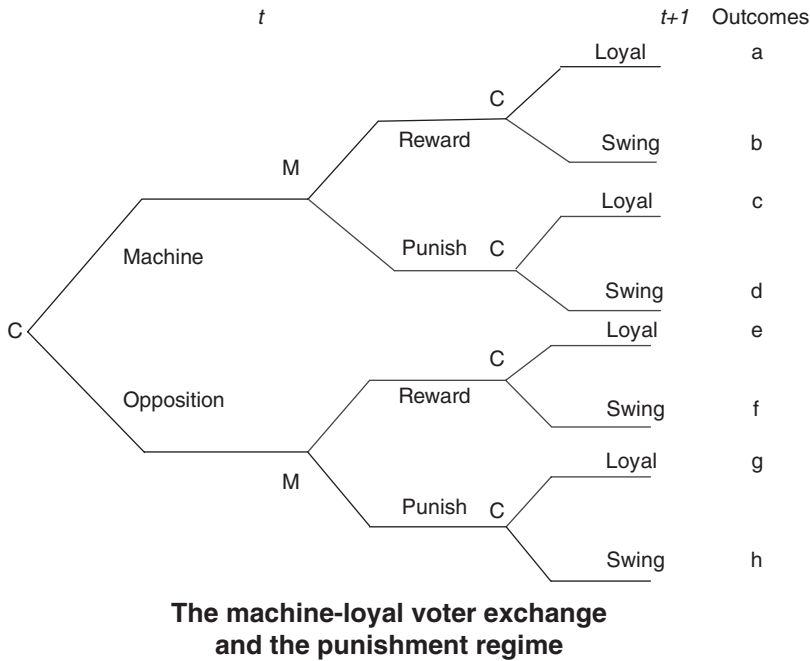 t t+1 Outcomes
Loyal a
C
Reward
Swing b
M
Loyal c
Punish C
Machine
Swing d
C
Loyal e
C
Opposition
Reward
Swing f
Loyal g
M
Punish C
Swing h
The machine-loyal voter exchange
and the punishment regime